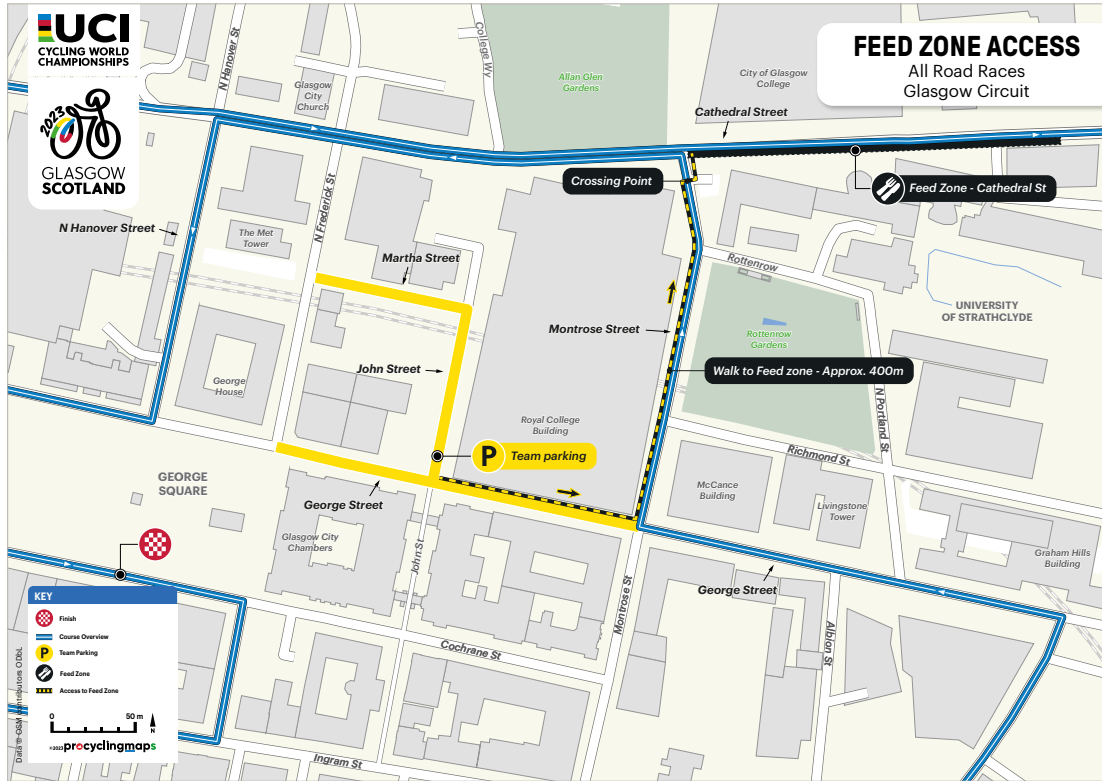 UCI
CYCLING WORLD
CHAMPIONSHIPS
2023
GLASGOW
SCOTLAND
FEED ZONE ACCESS
All Road Races
Glasgow Circuit
N Hanover St
College Wy
Glasgow
City
Church
Allan Glen
Gardens
City of Glasgow
College
Cathedral Street
Crossing Point
Feed Zone - Cathedral St
N Frederick St
N Hanover Street
The Met
Tower
Martha Street
Rottenrow
UNIVERSITY
OF STRATHCLYDE
Montrose Street
Rottenrow
Gardens
John Street
Walk to Feed zone - Approx. 400m
George
House
N Portland St
Royal College
Building
P
Team parking
Richmond St
GEORGE
SQUARE
George Street
McCance
Building
Livingstone
Tower
Glasgow City
Chambers
John St
Graham Hills
Building
George Street
Montrose St
Albion St
Cochrane St
Ingram St
KEY
Finish
Course Overview
P
Team Parking
Feed Zone
Access to Feed Zone
0
50 m
N
©2023 procyclingmaps
Data © OSM contributors ODbL